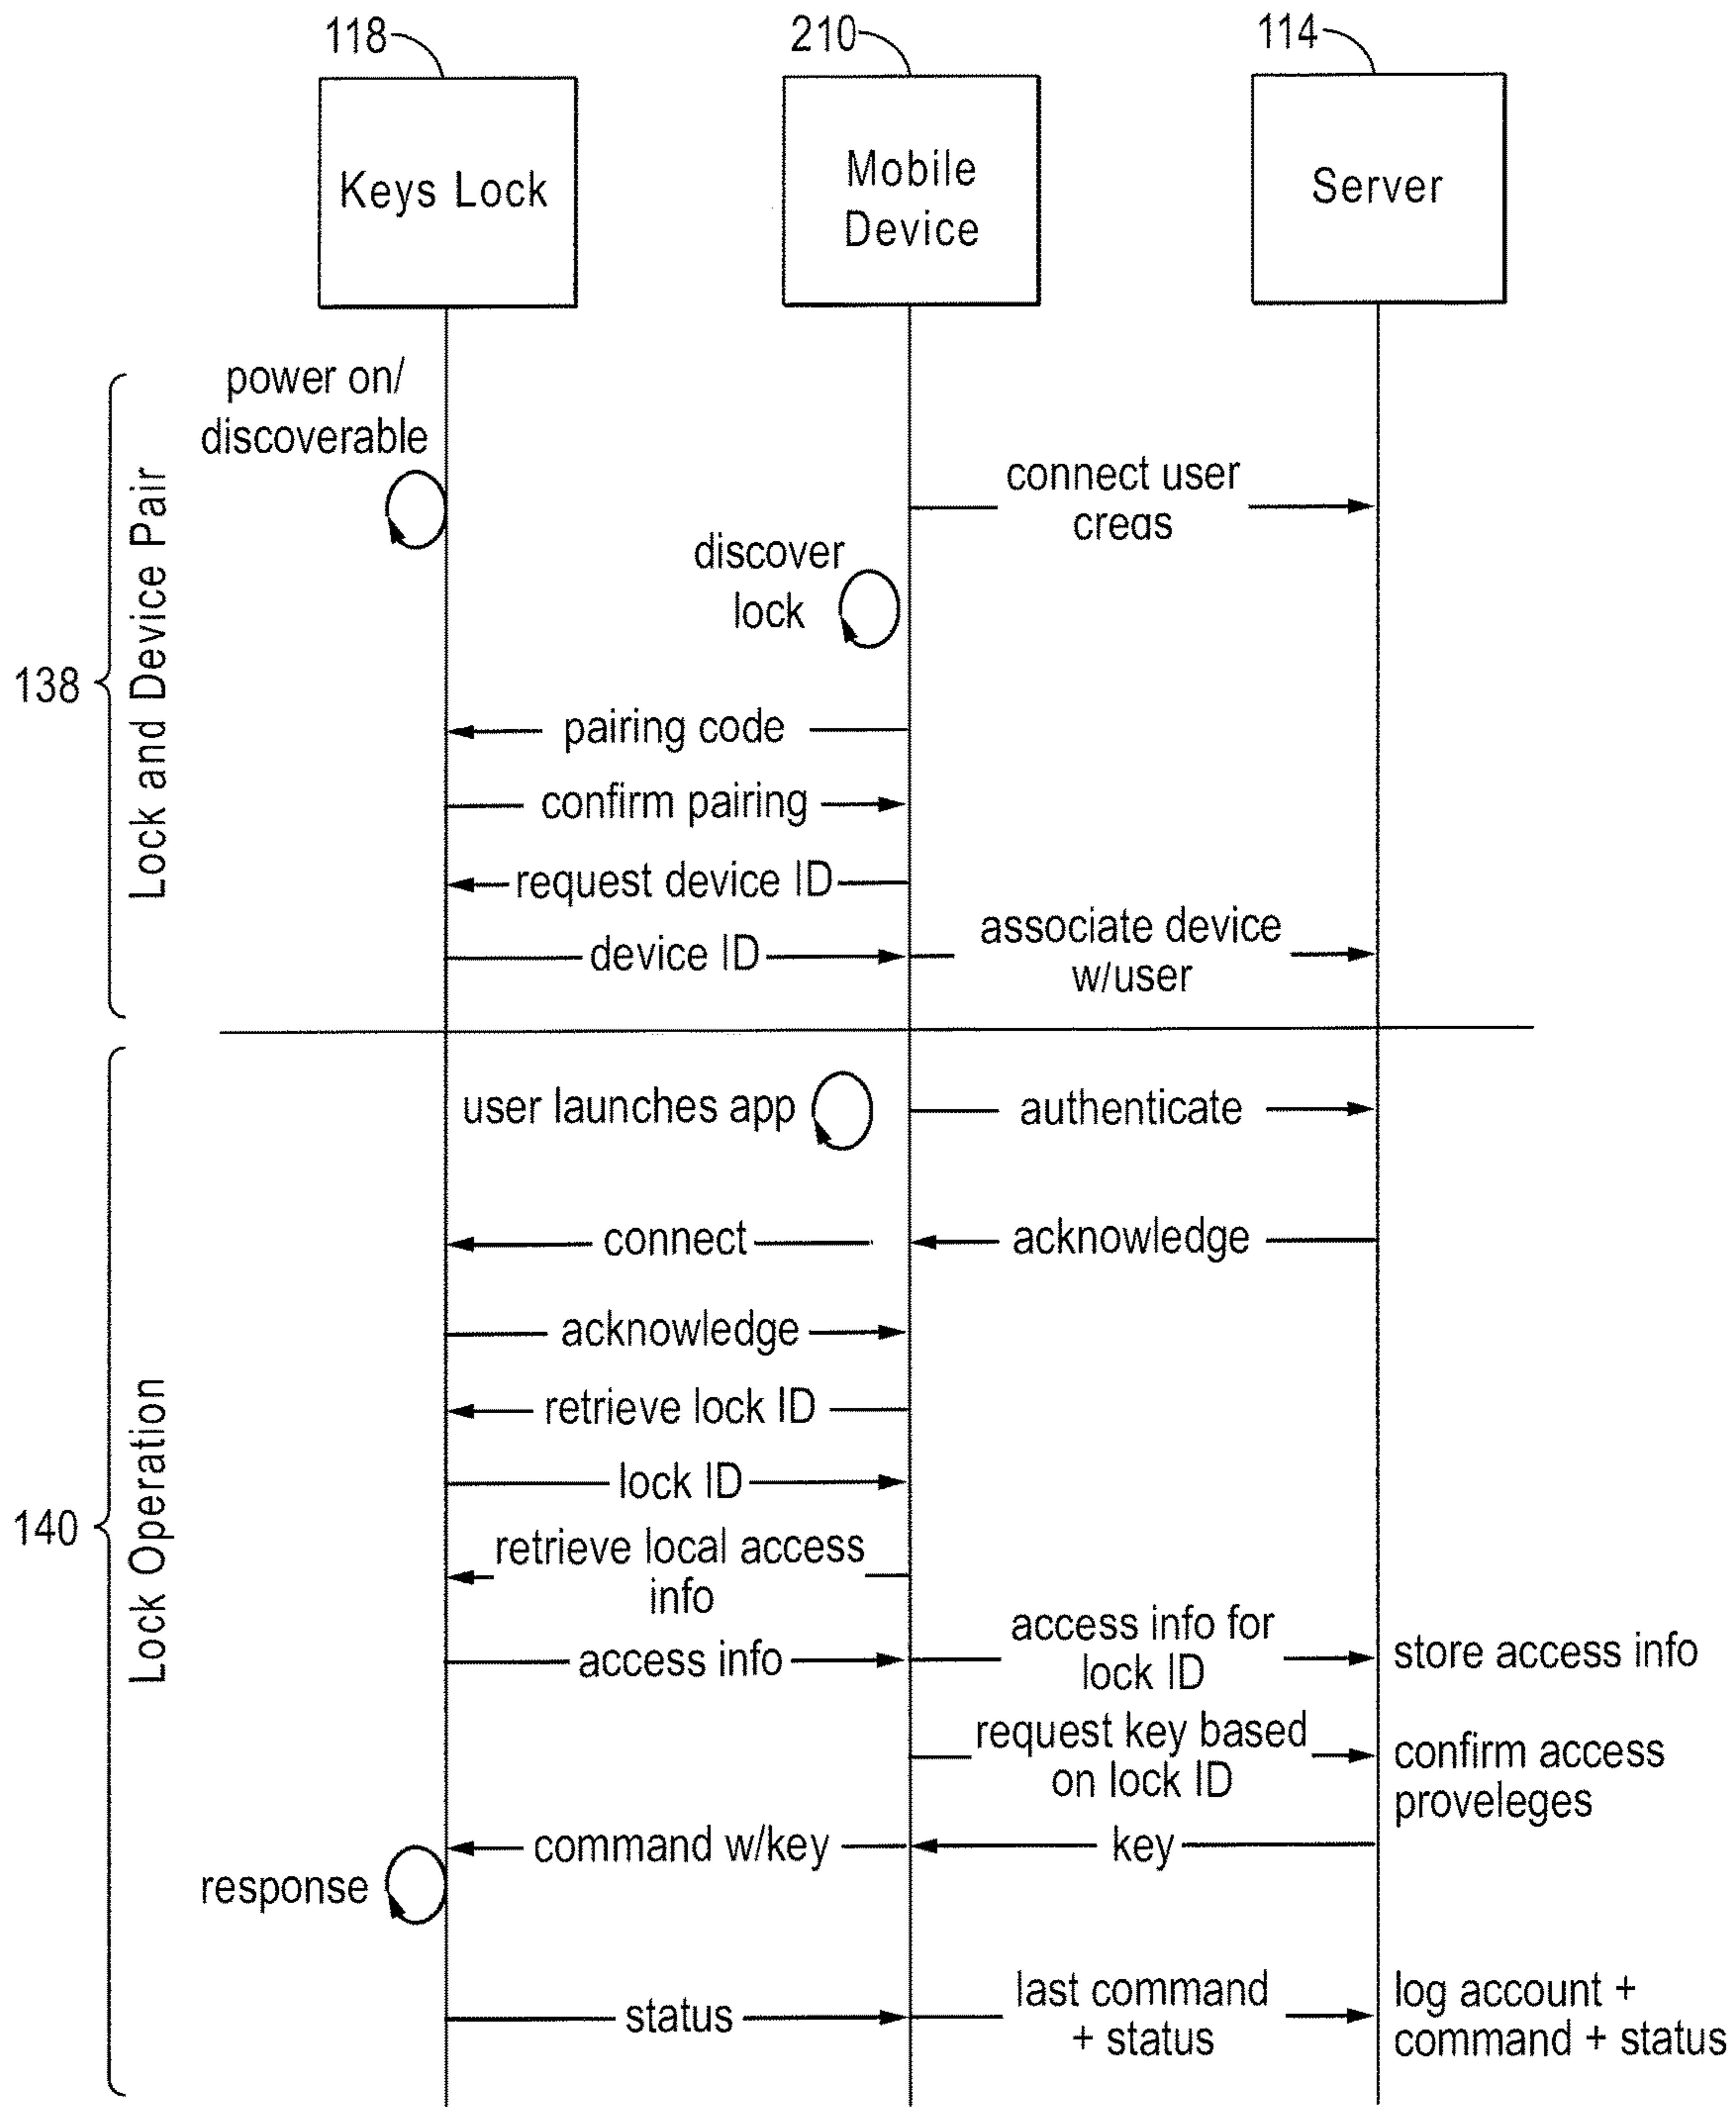 118
210
114
Keys Lock
Mobile
Device
Server
138
Lock and Device Pair
power on/
discoverable
connect user
creds
discover
lock
pairing code
confirm pairing
request device ID
device ID
associate device
w/user
140
Lock Operation
user launches app
authenticate
connect
acknowledge
acknowledge
retrieve lock ID
lock ID
retrieve local access
info
access info
access info for
lock ID
store access info
request key based
on lock ID
confirm access
proveleges
command w/key
key
response
status
last command
+ status
log account +
command + status